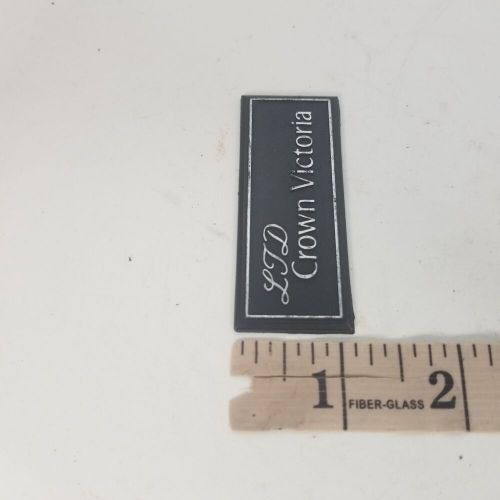 LTD
Crown Victoria
1 FIBER-GLASS 2